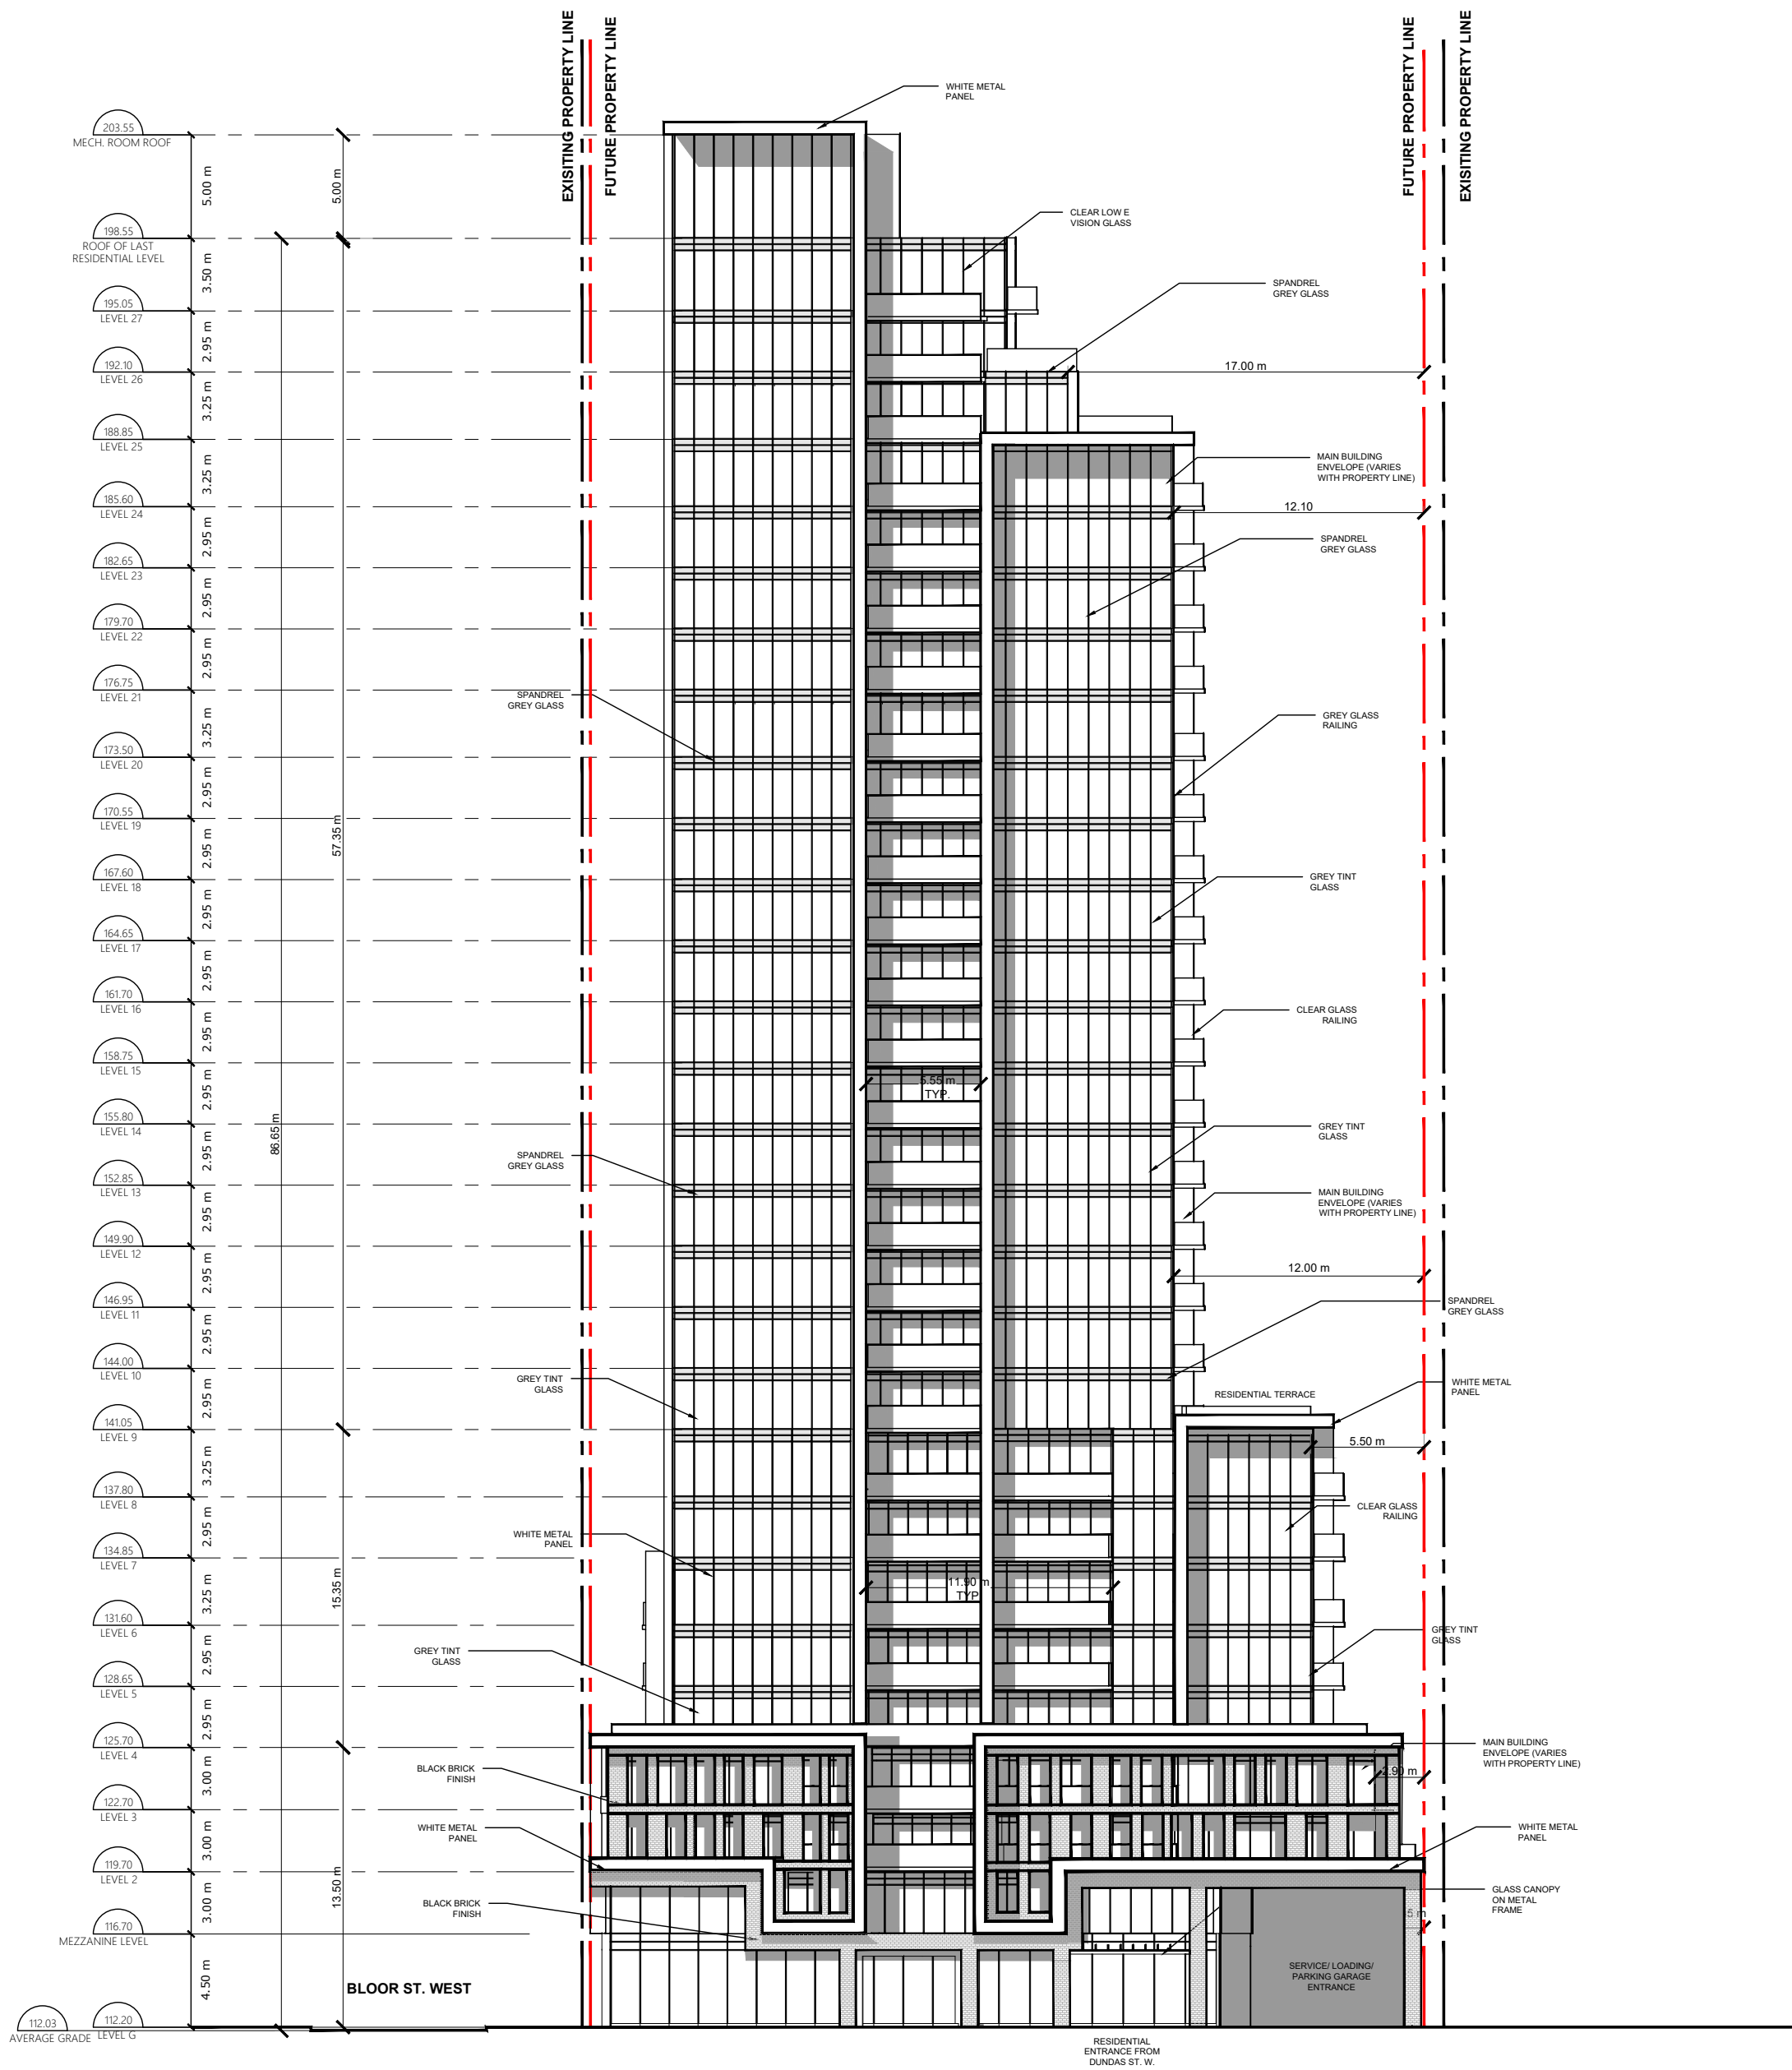 EXISITING PROPERTY LINE
FUTURE PROPERTY LINE
FUTURE PROPERTY LINE
EXISITING PROPERTY LINE
WHITE METAL
PANEL
203.55
MECH. ROOM ROOF
5.00 m
5.00 m
CLEAR LOW E
VISION GLASS
198.55
ROOF OF LAST
RESIDENTIAL LEVEL
3.50 m
SPANDREL
GREY GLASS
195.05
LEVEL 27
2.95 m
192.10
LEVEL 26
17.00 m
3.25 m
188.85
LEVEL 25
3.25 m
MAIN BUILDING
ENVELOPE (VARIES
WITH PROPERTY LINE)
185.60
LEVEL 24
12.10
2.95 m
SPANDREL
GREY GLASS
182.65
LEVEL 23
2.95 m
179.70
LEVEL 22
2.95 m
176.75
LEVEL 21
SPANDREL
GREY GLASS
3.25 m
GREY GLASS
RAILING
173.50
LEVEL 20
2.95 m
170.55
LEVEL 19
57.35 m
2.95 m
167.60
LEVEL 18
GREY TINT
GLASS
2.95 m
164.65
LEVEL 17
2.95 m
161.70
LEVEL 16
CLEAR GLASS
RAILING
2.95 m
158.75
LEVEL 15
5.55 m
TYP.
2.95 m
155.80
LEVEL 14
86.65 m
GREY TINT
GLASS
2.95 m
SPANDREL
GREY GLASS
152.85
LEVEL 13
MAIN BUILDING
ENVELOPE (VARIES
WITH PROPERTY LINE)
2.95 m
149.90
LEVEL 12
12.00 m
2.95 m
146.95
LEVEL 11
SPANDREL
GREY GLASS
2.95 m
144.00
LEVEL 10
GREY TINT
GLASS
2.95 m
RESIDENTIAL TERRACE
WHITE METAL
PANEL
141.05
LEVEL 9
5.50 m
3.25 m
137.80
LEVEL 8
CLEAR GLASS
RAILING
2.95 m
WHITE METAL
PANEL
134.85
LEVEL 7
15.35 m
11.90 m
TYP.
3.25 m
131.60
LEVEL 6
GREY TINT
GLASS
2.95 m
GREY TINT
GLASS
128.65
LEVEL 5
2.95 m
125.70
LEVEL 4
MAIN BUILDING
ENVELOPE (VARIES
WITH PROPERTY LINE)
2.90 m
3.00 m
BLACK BRICK
FINISH
122.70
LEVEL 3
3.00 m
WHITE METAL
PANEL
WHITE METAL
PANEL
119.70
LEVEL 2
13.50 m
3.00 m
BLACK BRICK
FINISH
GLASS CANOPY
ON METAL
FRAME
5 m
116.70
MEZZANINE LEVEL
4.50 m
SERVICE/ LOADING/
PARKING GARAGE
ENTRANCE
BLOOR ST. WEST
112.03
AVERAGE GRADE
112.20
LEVEL G
RESIDENTIAL
ENTRANCE FROM
DUNDAS ST. W.